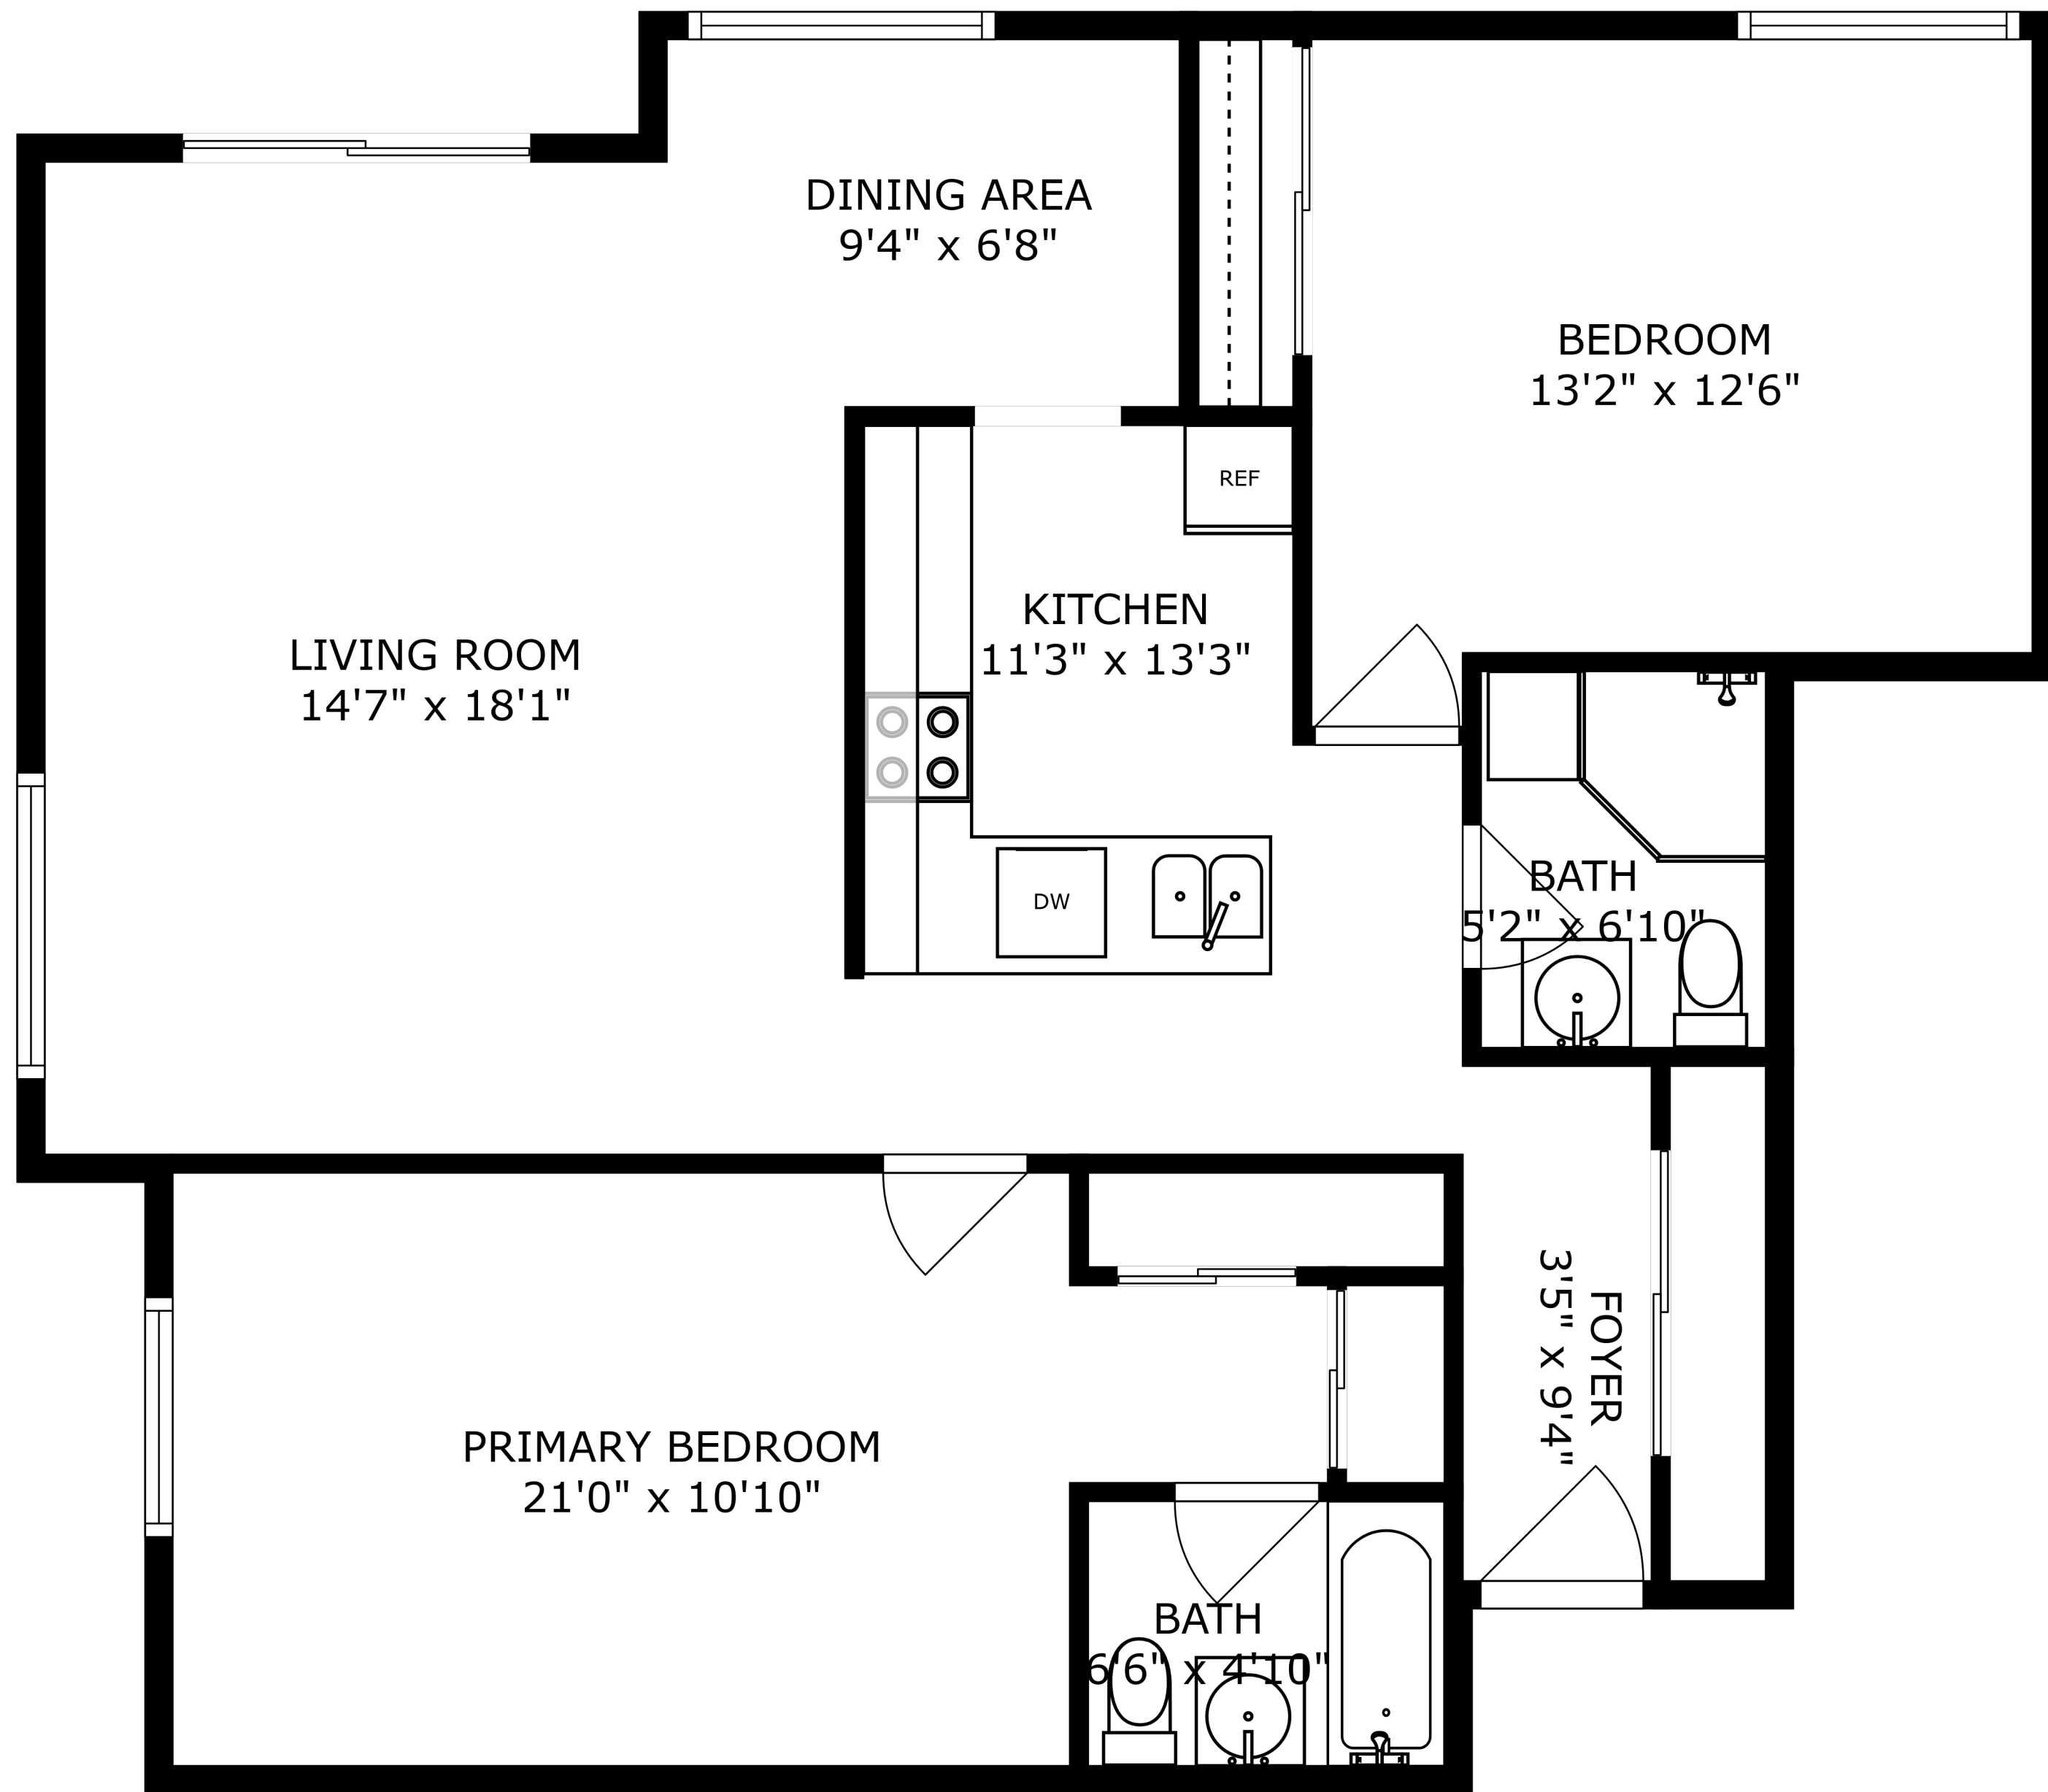 DINING AREA
9'4" x 6'8"
BEDROOM
13'2" x 12'6"
REF
KITCHEN
11'3" x 13'3"
LIVING ROOM
14'7" x 18'1"
DW
BATH
5'2" x 6'10"
FOYER
3'5" x 9'4"
PRIMARY BEDROOM
21'0" x 10'10"
BATH
6'6" x 4'10"